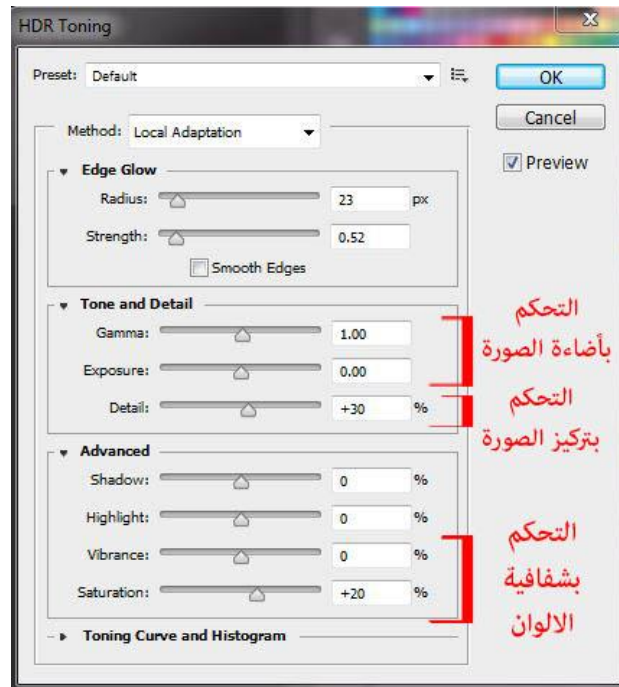 HDR Toning
Preset: Default
OK
Cancel
Preview
Method: Local Adaptation
Edge Glow
Radius: 23 px
Strength: 0.52
Smooth Edges
Tone and Detail
Gamma: 1.00
Exposure: 0.00
Detail: +30 %
التحكم
بأضاءة الصورة
التحكم
بتركيز الصورة
Advanced
Shadow: 0 %
Highlight: 0 %
Vibrance: 0 %
Saturation: +20 %
التحكم
بشفافية
الالوان
Toning Curve and Histogram